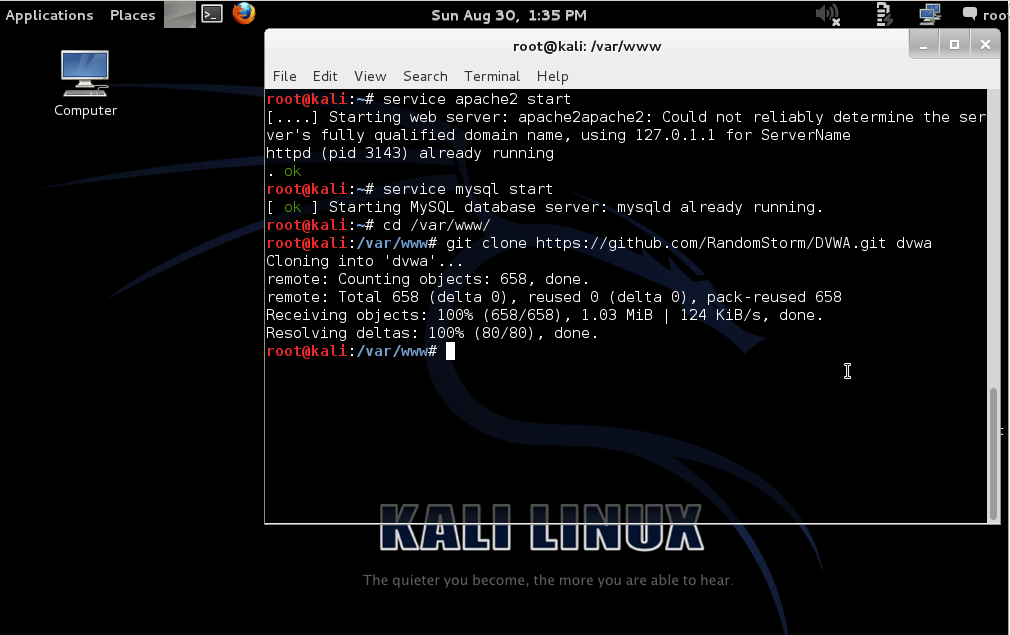 Applications Places Sun Aug 30, 1:35 PM roo
Computer
root@kali: /var/www
File Edit View Search Terminal Help
root@kali:~# service apache2 start
[....] Starting web server: apache2apache2: Could not reliably determine the ser
ver's fully qualified domain name, using 127.0.1.1 for ServerName
httpd (pid 3143) already running
. ok
root@kali:~# service mysql start
[ ok ] Starting MySQL database server: mysqld already running.
root@kali:~# cd /var/www/
root@kali:/var/www# git clone https://github.com/RandomStorm/DVWA.git dvwa
Cloning into 'dvwa'...
remote: Counting objects: 658, done.
remote: Total 658 (delta 0), reused 0 (delta 0), pack-reused 658
Receiving objects: 100% (658/658), 1.03 MiB | 124 KiB/s, done.
Resolving deltas: 100% (80/80), done.
root@kali:/var/www#
KALI LINUX
The quieter you become, the more you are able to hear.